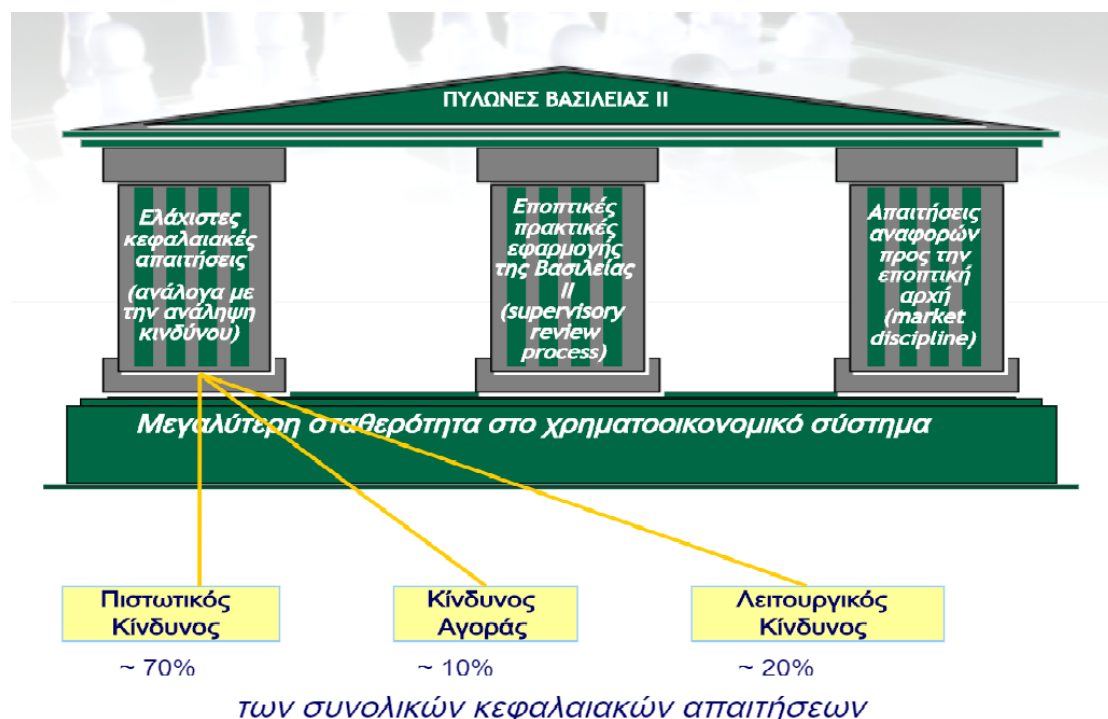 ΠΥΛΩΝΕΣ ΒΑΣΙΛΕΙΑΣ ΙΙ
Ελάχιστες
κεφαλαιακές
απαιτήσεις
(ανάλογα με
την ανάληψη
κινδύνου)
Εποπτικές
πρακτικές
εφαρμογής
της Βασιλείας
ΙΙ
(supervisory
review
process)
Απαιτήσεις
αναφορών
προς την
εποπτική
αρχή
(market
discipline)
Μεγαλύτερη σταθερότητα στο χρηματοοικονομικό σύστημα
Πιστωτικός
Κίνδυνος
Κίνδυνος
Αγοράς
Λειτουργικός
Κίνδυνος
~ 70%
~ 10%
~ 20%
των συνολικών κεφαλαιακών απαιτήσεων